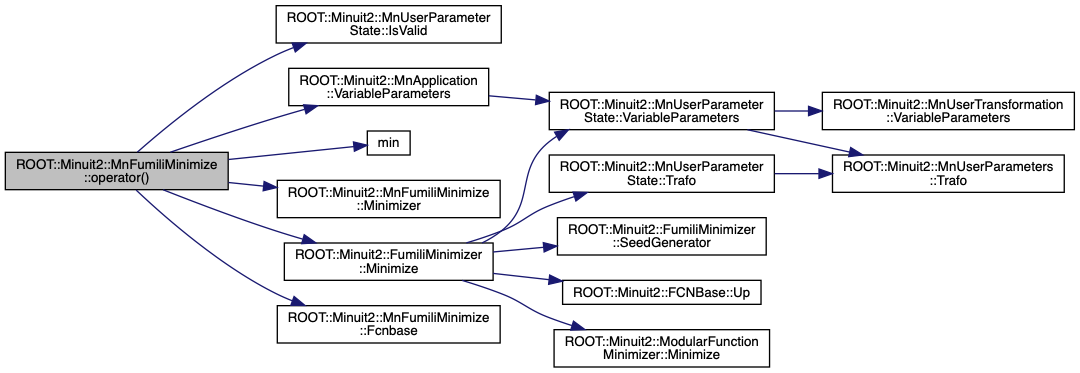 ROOT::Minuit2::MnUserParameter
State::IsValid
ROOT::Minuit2::MnApplication
::VariableParameters
ROOT::Minuit2::MnUserParameter
State::VariableParameters
ROOT::Minuit2::MnUserTransformation
::VariableParameters
min
ROOT::Minuit2::MnFumiliMinimize
::operator()
ROOT::Minuit2::MnUserParameter
State::Trafo
ROOT::Minuit2::MnUserParameters
::Trafo
ROOT::Minuit2::MnFumiliMinimize
::Minimizer
ROOT::Minuit2::FumiliMinimizer
::SeedGenerator
ROOT::Minuit2::FumiliMinimizer
::Minimize
ROOT::Minuit2::FCNBase::Up
ROOT::Minuit2::MnFumiliMinimize
::Fcnbase
ROOT::Minuit2::ModularFunction
Minimizer::Minimize